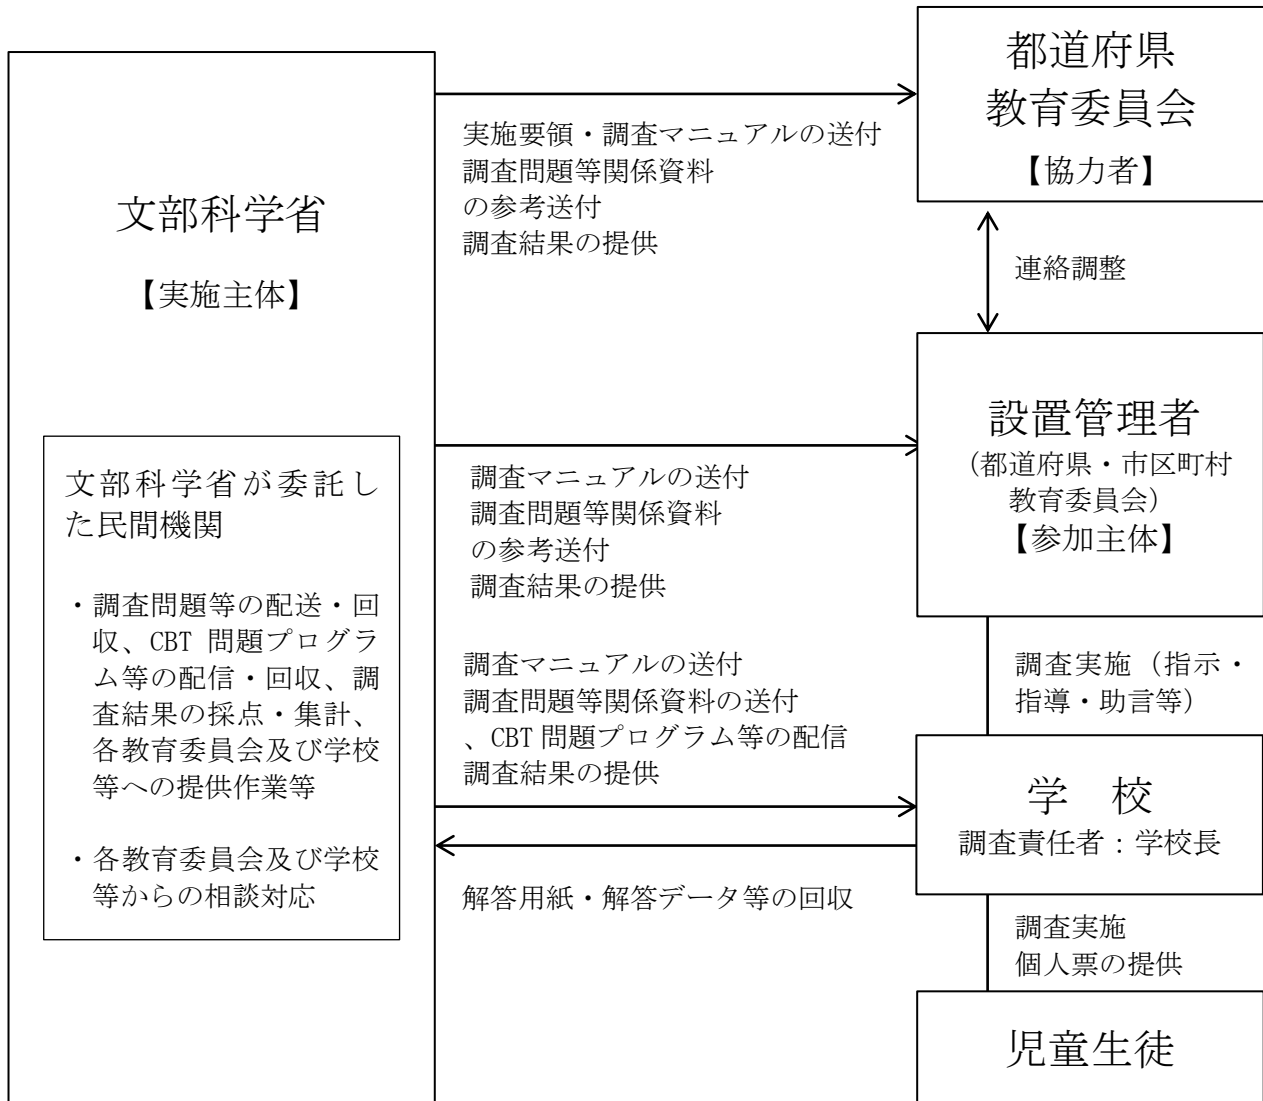 文部科学省
【実施主体】
文部科学省が委託し
た民間機関
・調査問題等の配送・回
収、CBT 問題プログラ
ム等の配信・回収、調
査結果の採点・集計、
各教育委員会及び学校
等への提供作業等
・各教育委員会及び学校
等からの相談対応
実施要領・調査マニュアルの送付
調査問題等関係資料
の参考送付
調査結果の提供
調査マニュアルの送付
調査問題等関係資料
の参考送付
調査結果の提供
調査マニュアルの送付
調査問題等関係資料の送付
、CBT 問題プログラム等の配信
調査結果の提供
解答用紙・解答データ等の回収
都道府県
教育委員会
【協力者】
連絡調整
設置管理者
（都道府県・市区町村
教育委員会）
【参加主体】
調査実施（指示・
指導・助言等）
学　校
調査責任者：学校長
調査実施
個人票の提供
児童生徒